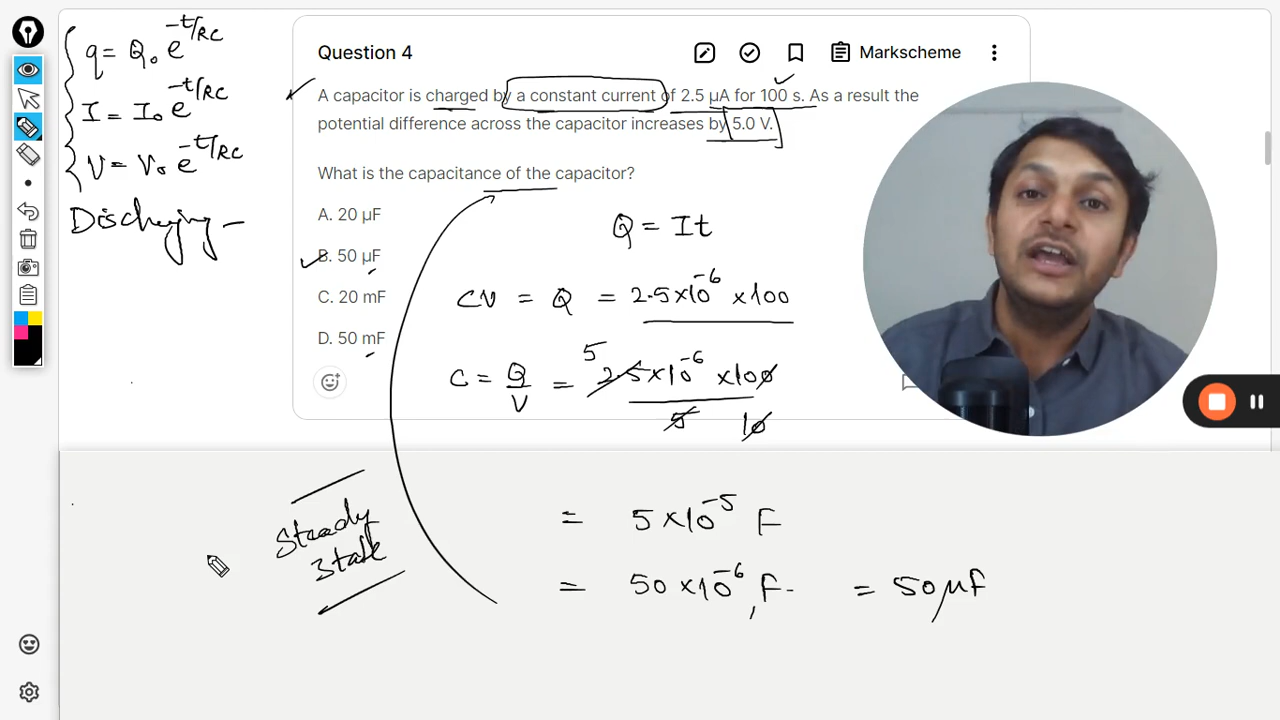 q = Q₀ e^-t/RC
I = I₀ e^-t/RC
V = V₀ e^-t/RC
Discharging -
Question 4
Markscheme
A capacitor is charged by a constant current of 2.5 µA for 100 s. As a result the
potential difference across the capacitor increases by 5.0 V.
What is the capacitance of the capacitor?
A. 20 µF
B. 50 µF
C. 20 mF
D. 50 mF
Q = It
CV = Q = 2.5×10^-6 ×100
C = Q/V = 2.5×10^-6 ×100 / 5
5
10
= 5×10^-5 F
= 50×10^-6 F = 50µF
Steady
State